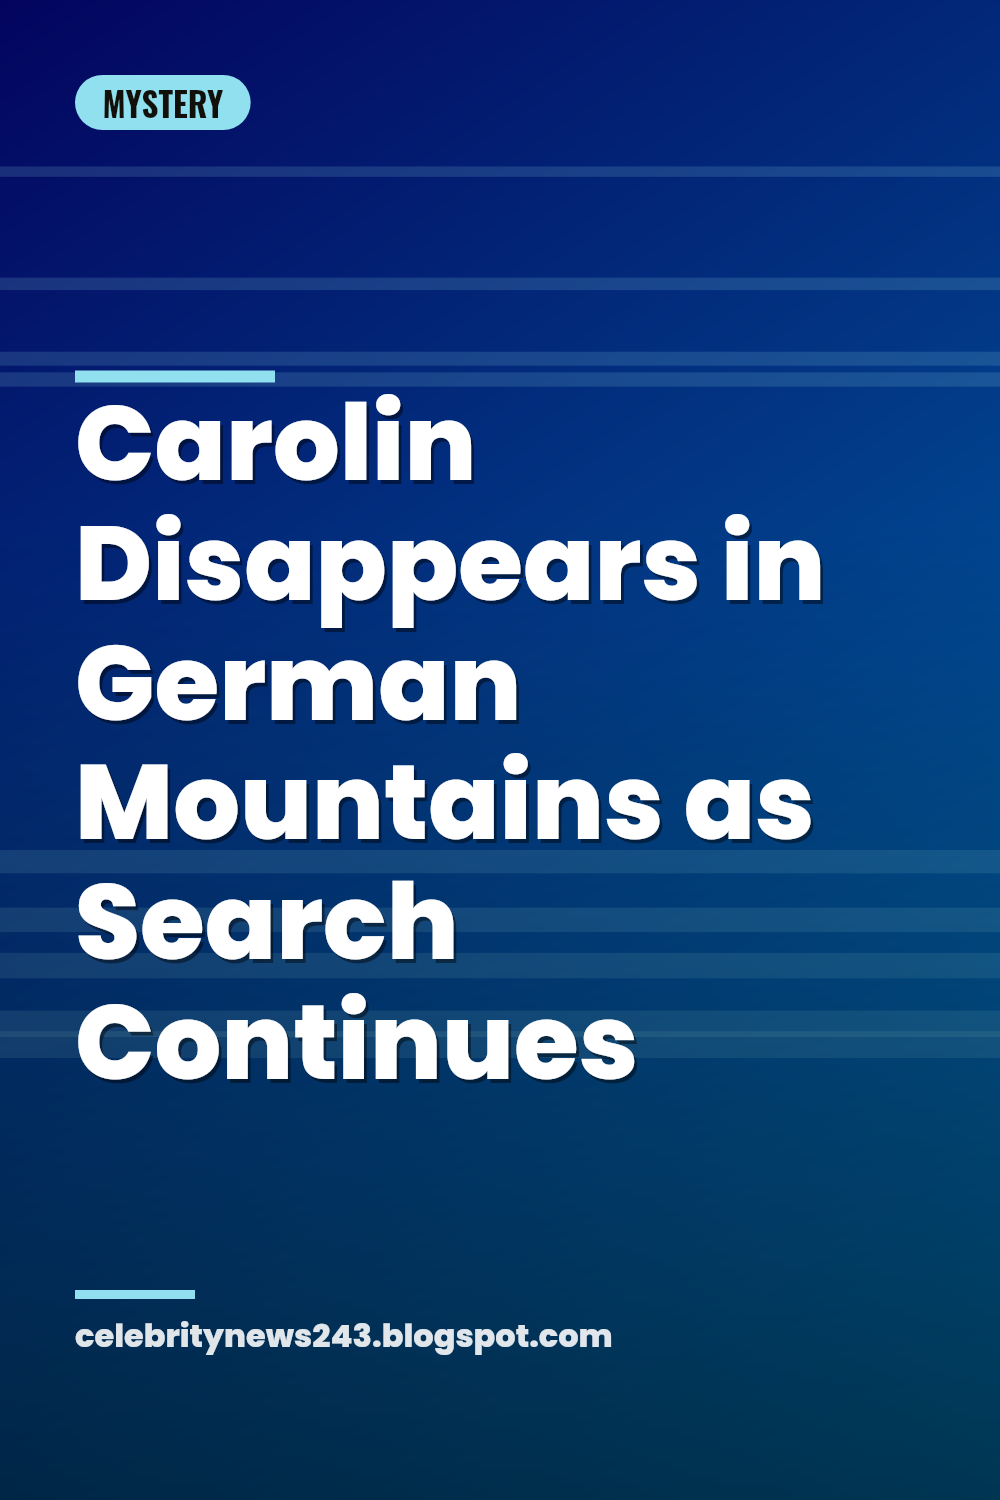 MYSTERY
Carolin
Disappears in
German
Mountains as
Search
Continues
celebritynews243.blogspot.com